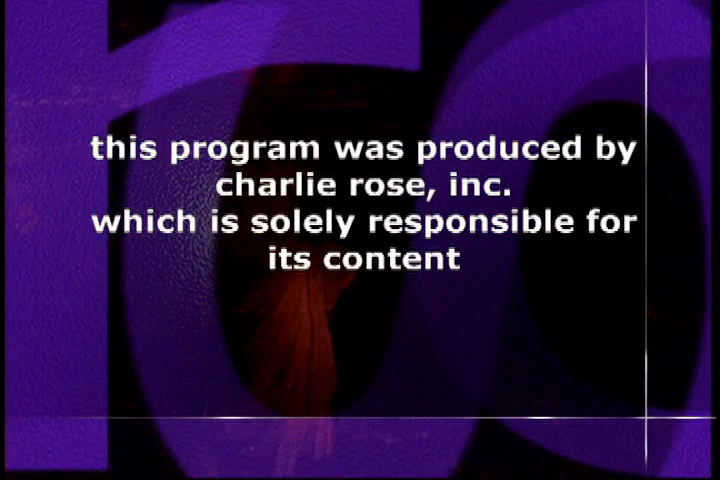 this program was produced by
charlie rose, inc.
which is solely responsible for
its content